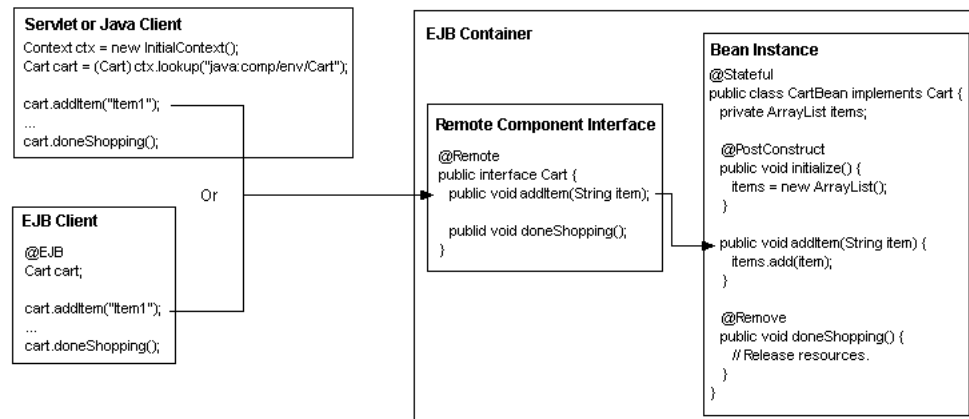 Servlet or Java Client
Context ctx = new InitialContext();
Cart cart = (Cart) ctx.lookup("java:comp/env/Cart");
cart.addItem("Item1");
...
cart.doneShopping();
Or
EJB Client
@EJB
Cart cart;
cart.addItem("Item1");
...
cart.doneShopping();
EJB Container
Remote Component Interface
@Remote
public interface Cart {
public void addItem(String item);
publid void doneShopping();
}
Bean Instance
@Stateful
public class CartBean implements Cart {
private ArrayList items;
@PostConstruct
public void initialize() {
items = new ArrayList();
}
public void addItem(String item) {
items.add(item);
}
@Remove
public void doneShopping() {
// Release resources.
}
}